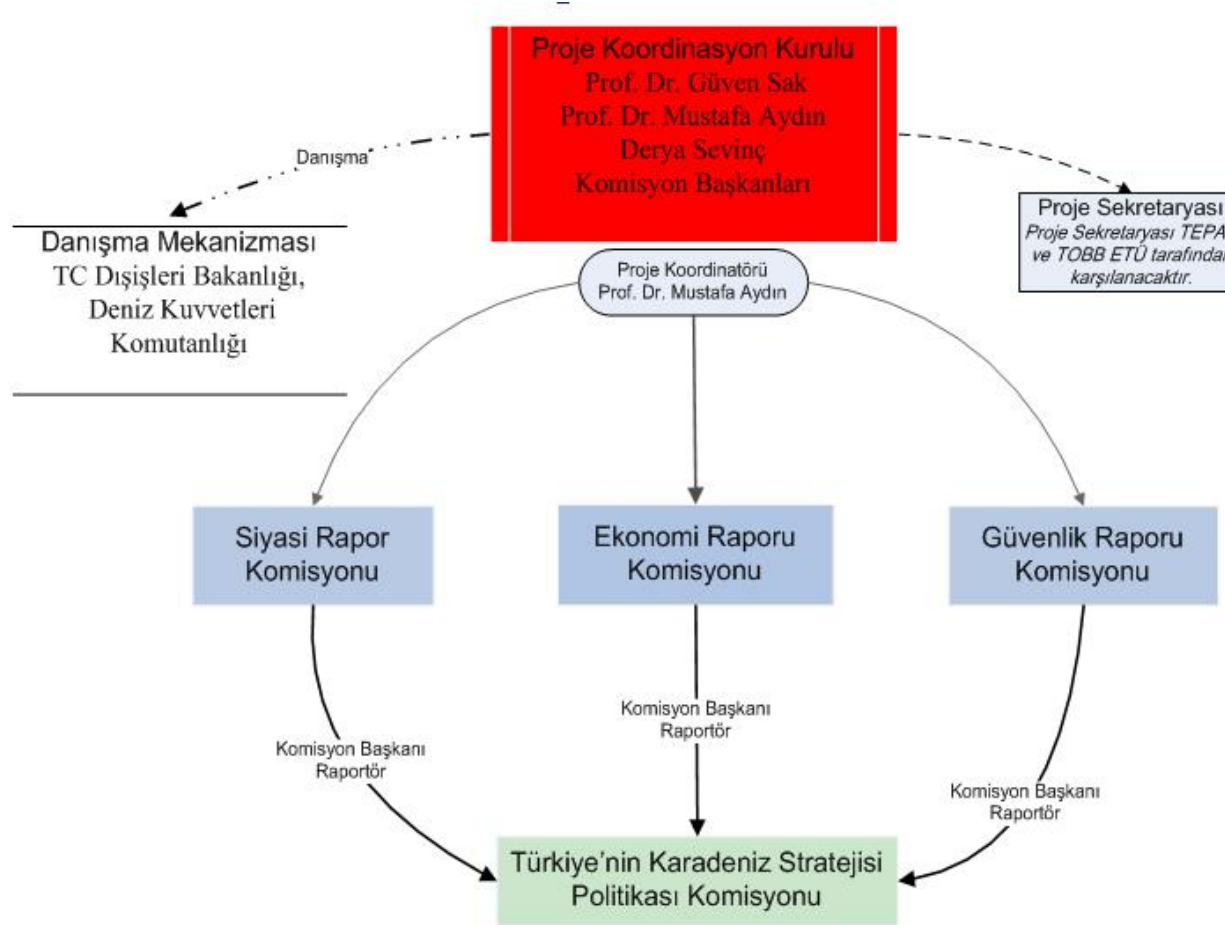 Proje Koordinasyon Kurulu
Prof. Dr. Güven Sak
Prof. Dr. Mustafa Aydın
Derya Sevinç
Komisyon Başkanları
Danışma
Danışma Mekanizması
TC Dışişleri Bakanlığı,
Deniz Kuvvetleri
Komutanlığı
Proje Sekretaryası
Proje Sekretaryası
ve TOBB ETÜ
karşılanacaktır.
Proje Koordinatörü
Prof. Dr. Mustafa Aydın
Siyasi Rapor
Komisyonu
Ekonomi Raporu
Komisyonu
Güvenlik Raporu
Komisyonu
Komisyon Başkanı
Raportör
Komisyon Başkanı
Raportör
Komisyon Başkanı
Raportör
Türkiye'nin Karadeniz Stratejisi
Politikası Komisyonu